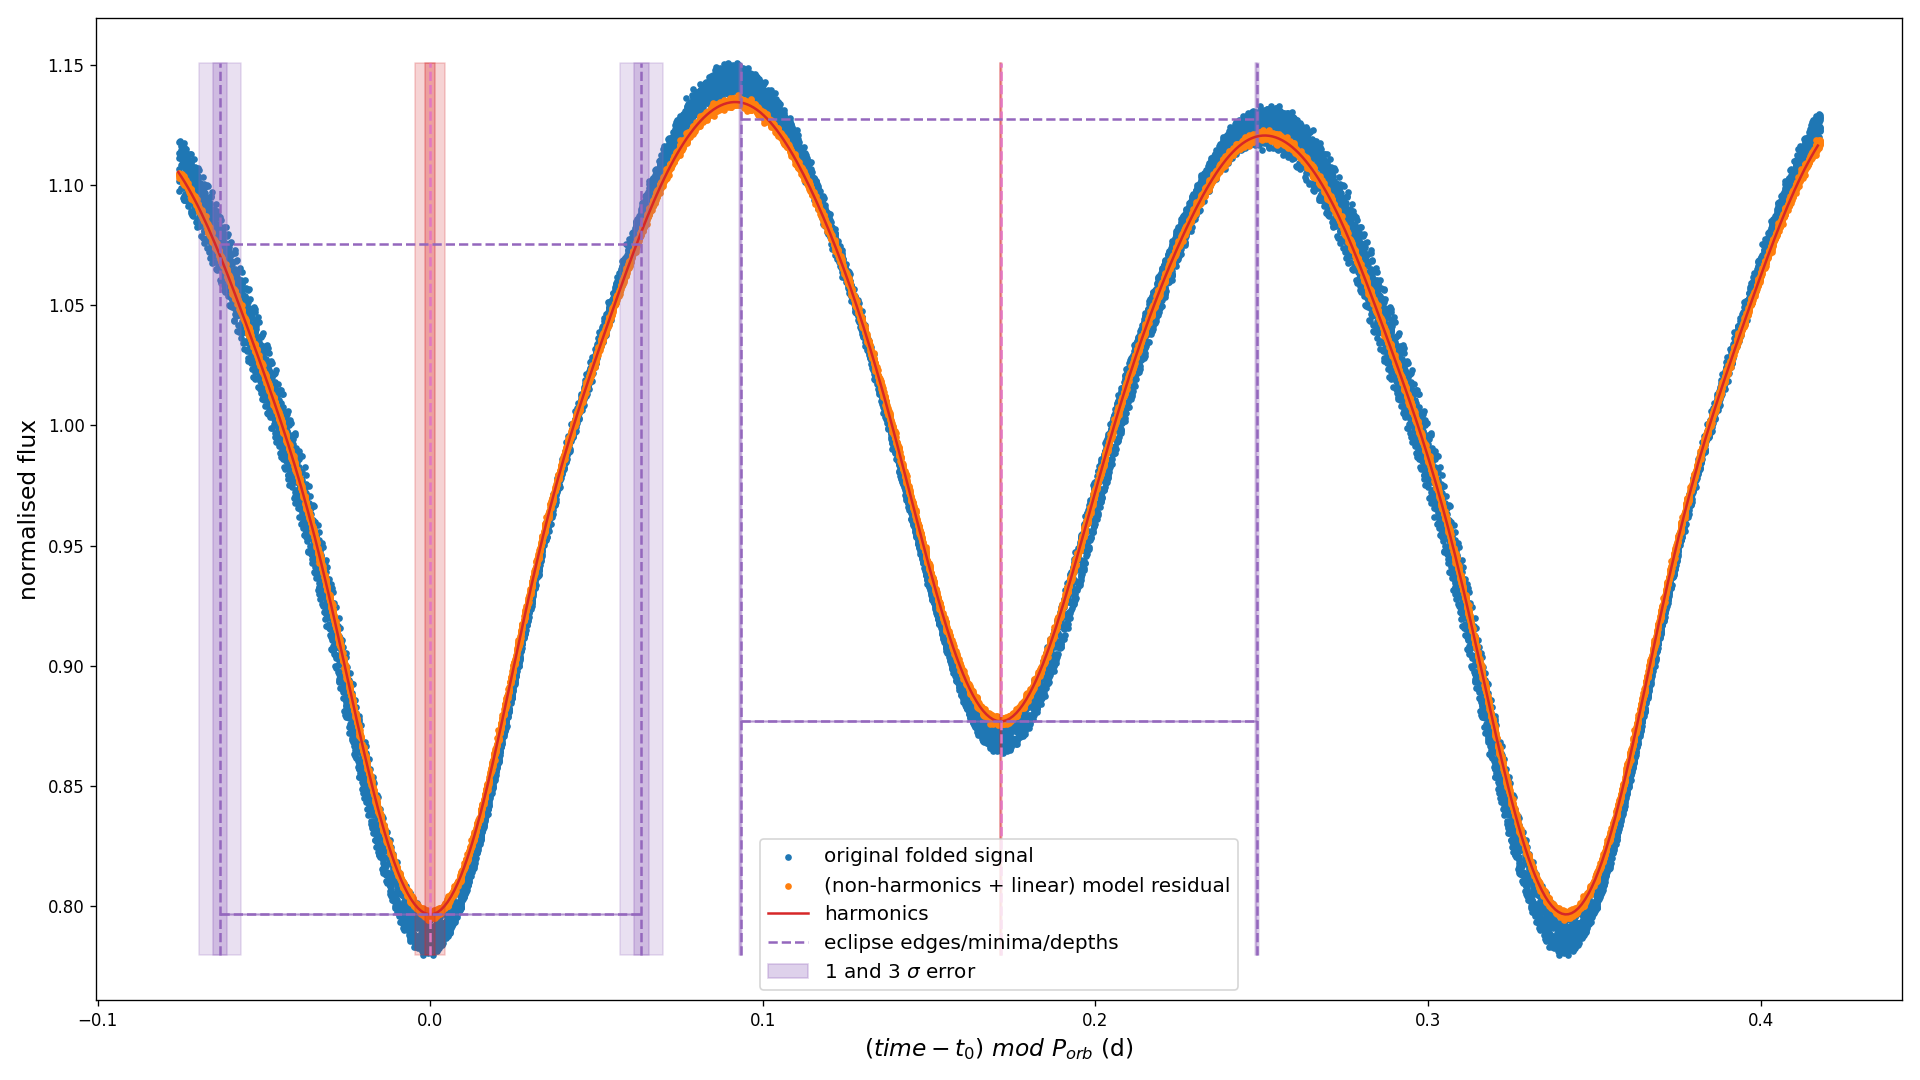 normalised flux
1.15
1.10
1.05
1.00
0.95
0.90
0.85
0.80
original folded signal
(non-harmonics + linear) model residual
harmonics
eclipse edges/minima/depths
1 and 3 σ error
−0.1
0.0
0.1
0.2
0.3
0.4
(time − t₀) mod P_orb (d)